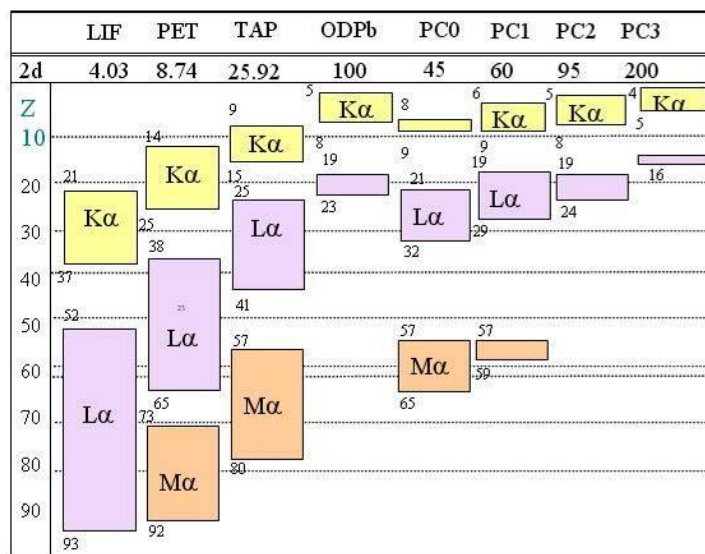 LIF PET TAP ODPb PC0 PC1 PC2 PC3
2d 4.03 8.74 25.92 100 45 60 95 200
5 6 5 4
Z Kα Kα Kα Kα
9 8
10 14 8 9 8 5
Kα
Kα 19 9 19 19 16
20 21 15 21
25 Lα
Kα 25 23 Lα 24
30 38 Lα 29
32
40 37
41
50 52 25 57 57 57
Lα
60 Mα 59
65 Mα 65
70 73
Lα
80 80
Mα
90
93 92